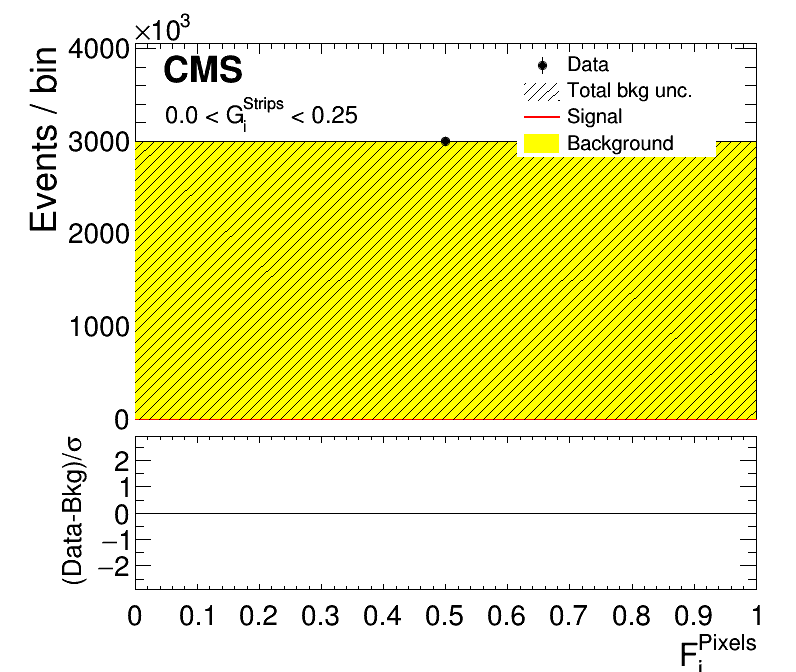 ×10³
4000
3000
2000
1000
0
Events / bin
CMS
0.0 < G_i^Strips < 0.25
Data
Total bkg unc.
Signal
Background
(Data-Bkg)/σ
2
1
0
−1
−2
0 0.1 0.2 0.3 0.4 0.5 0.6 0.7 0.8 0.9 1
F_i^Pixels